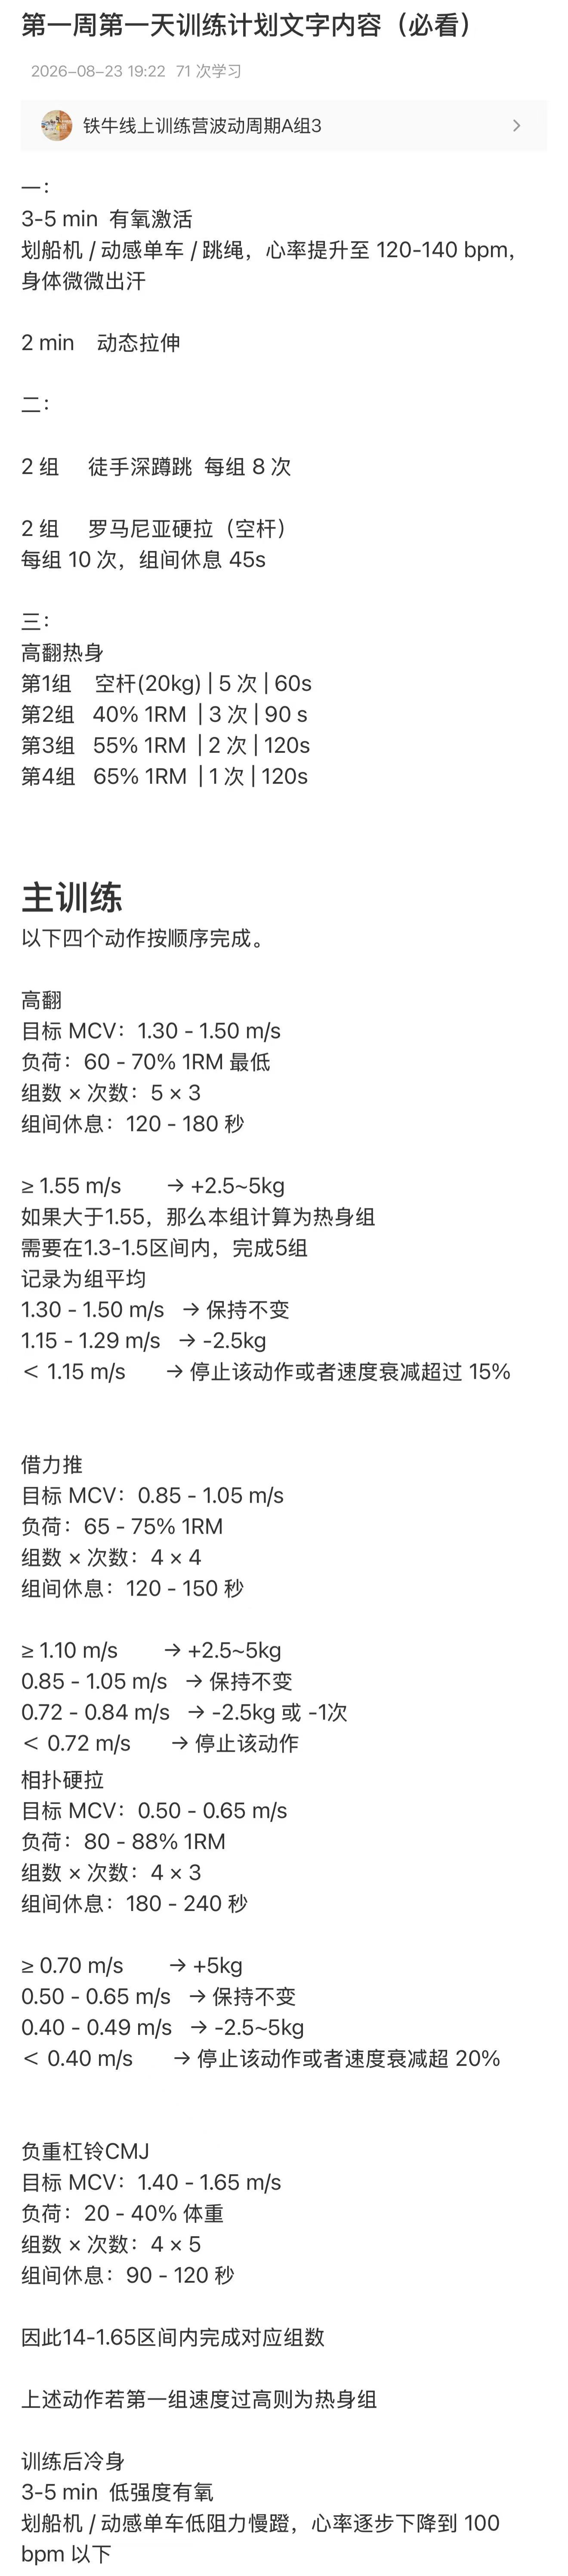 第一周第一天训练计划文字内容（必看）
2026-08-23 19:22 71 次学习
铁牛线上训练营波动周期A组3
一：
3-5 min 有氧激活
划船机 / 动感单车 / 跳绳，心率提升至 120-140 bpm，
身体微微出汗
2 min 动态拉伸
二：
2 组 徒手深蹲跳 每组 8 次
2 组 罗马尼亚硬拉（空杆）
每组 10 次，组间休息 45s
三：
高翻热身
第1组 空杆(20kg) | 5 次 | 60s
第2组 40% 1RM | 3 次 | 90 s
第3组 55% 1RM | 2 次 | 120s
第4组 65% 1RM | 1 次 | 120s
主训练
以下四个动作按顺序完成。
高翻
目标 MCV：1.30 - 1.50 m/s
负荷：60 - 70% 1RM 最低
组数 × 次数：5 × 3
组间休息：120 - 180 秒
≥ 1.55 m/s → +2.5~5kg
如果大于1.55，那么本组计算为热身组
需要在1.3-1.5区间内，完成5组
记录为组平均
1.30 - 1.50 m/s → 保持不变
1.15 - 1.29 m/s → -2.5kg
< 1.15 m/s → 停止该动作或者速度衰减超过 15%
借力推
目标 MCV：0.85 - 1.05 m/s
负荷：65 - 75% 1RM
组数 × 次数：4 × 4
组间休息：120 - 150 秒
≥ 1.10 m/s → +2.5~5kg
0.85 - 1.05 m/s → 保持不变
0.72 - 0.84 m/s → -2.5kg 或 -1次
< 0.72 m/s → 停止该动作
相扑硬拉
目标 MCV：0.50 - 0.65 m/s
负荷：80 - 88% 1RM
组数 × 次数：4 × 3
组间休息：180 - 240 秒
≥ 0.70 m/s → +5kg
0.50 - 0.65 m/s → 保持不变
0.40 - 0.49 m/s → -2.5~5kg
< 0.40 m/s → 停止该动作或者速度衰减超 20%
负重杠铃CMJ
目标 MCV：1.40 - 1.65 m/s
负荷：20 - 40% 体重
组数 × 次数：4 × 5
组间休息：90 - 120 秒
因此14-1.65区间内完成对应组数
上述动作若第一组速度过高则为热身组
训练后冷身
3-5 min 低强度有氧
划船机 / 动感单车低阻力慢蹬，心率逐步下降到 100
bpm 以下